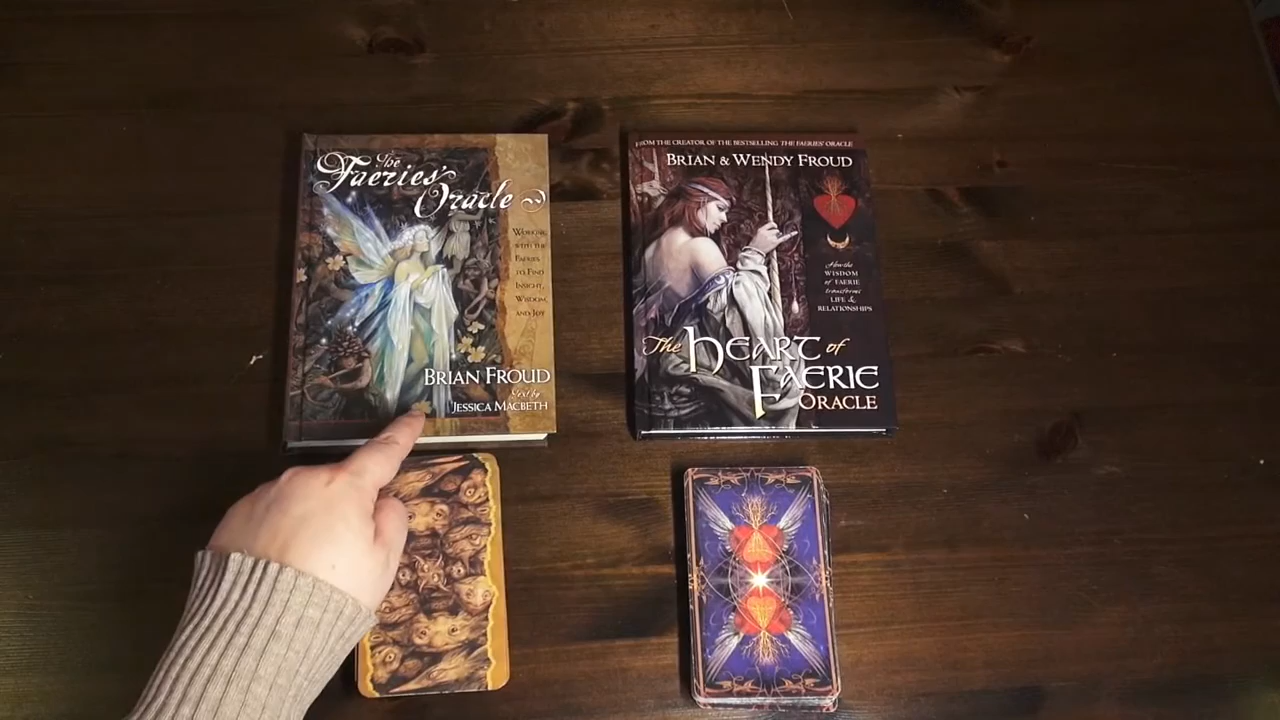 The
Faeries'
Oracle
WORKING
WITH THE
FAERIES
TO FIND
INSIGHT,
WISDOM,
AND JOY
BRIAN FROUD
Text by
JESSICA MACBETH
FROM THE CREATOR OF THE BESTSELLING THE FAERIES' ORACLE
BRIAN & WENDY FROUD
How the
WISDOM
of FAERIE
transforms
LIFE &
RELATIONSHIPS
The HEART of
FAERIE
ORACLE